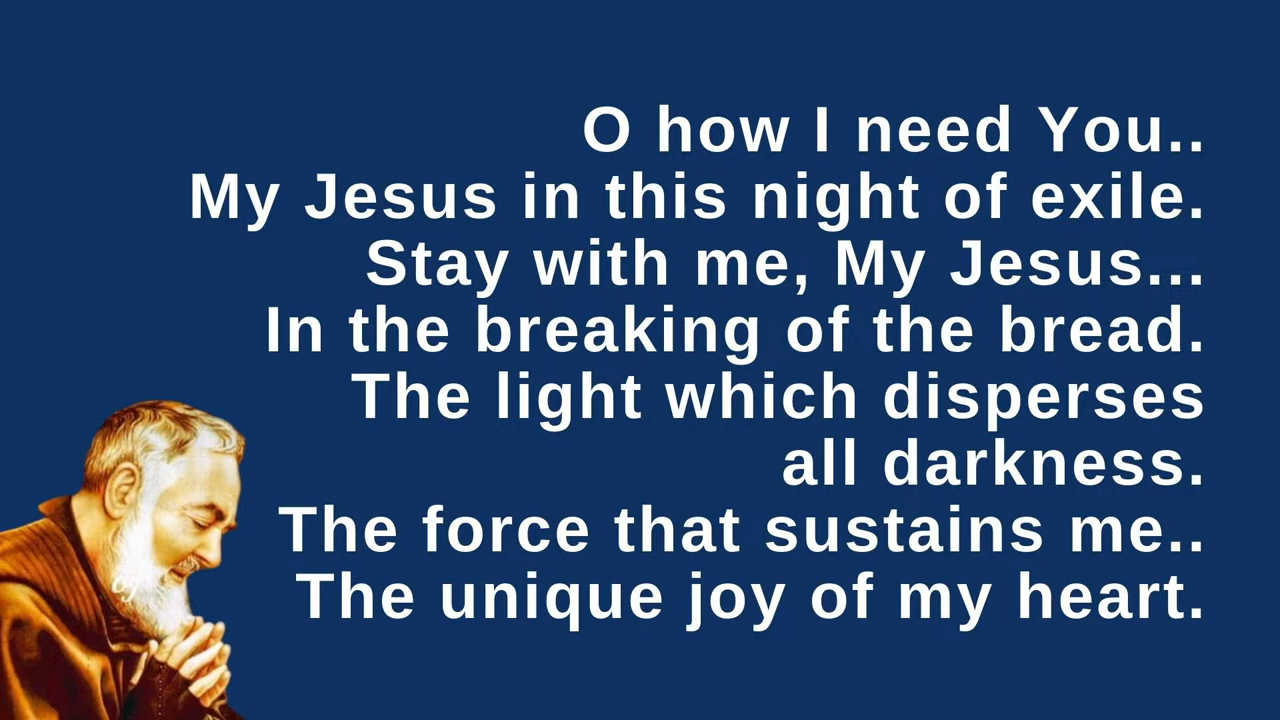 O how I need You..
My Jesus in this night of exile.
Stay with me, My Jesus...
In the breaking of the bread.
The light which disperses
all darkness.
The force that sustains me..
The unique joy of my heart.